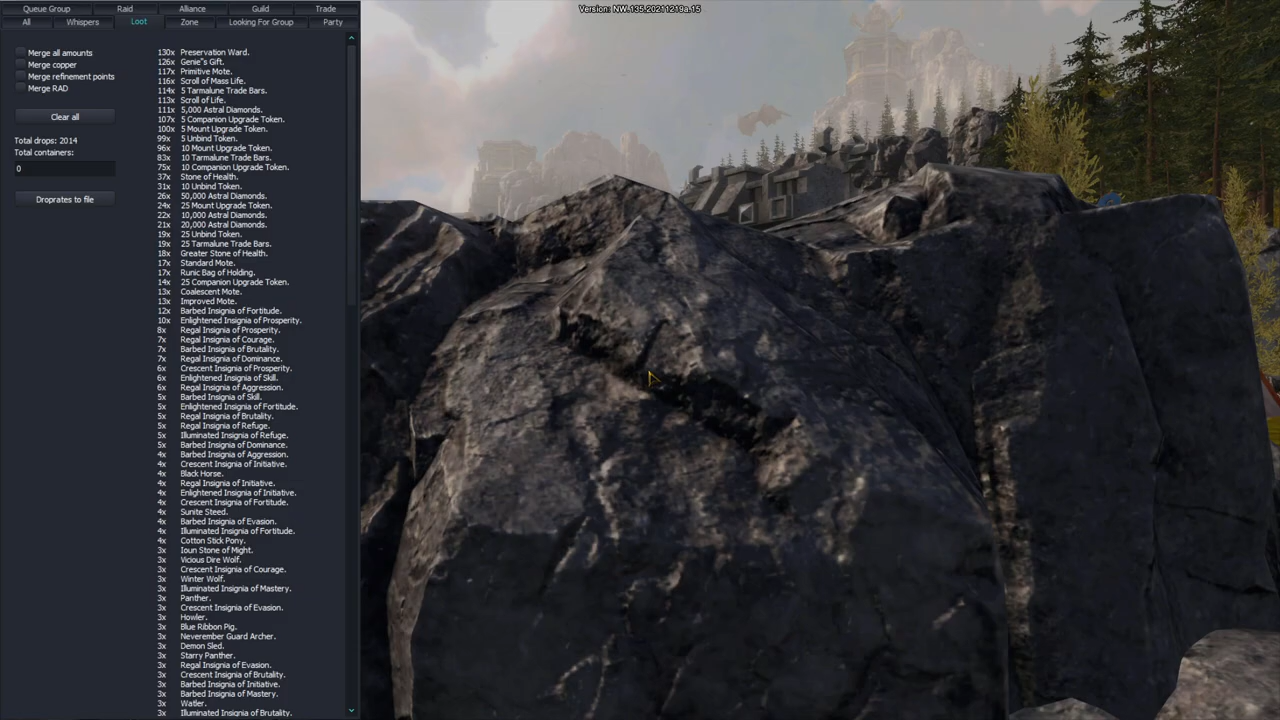 Version: NW.135.20211219a.15
Queue Group
Raid
Alliance
Guild
Trade
All
Whispers
Loot
Zone
Looking For Group
Party
Merge all amounts
Merge copper
Merge refinement points
Merge RAD
Clear all
Total drops: 2014
Total containers:
0
Droprates to file
130x Preservation Ward.
126x Genie"s Gift.
117x Primitive Mote.
116x Scroll of Mass Life.
114x 5 Tarmalune Trade Bars.
113x Scroll of Life.
111x 5,000 Astral Diamonds.
107x 5 Companion Upgrade Token.
100x 5 Mount Upgrade Token.
99x 5 Unbind Token.
96x 10 Mount Upgrade Token.
83x 10 Tarmalune Trade Bars.
75x 10 Companion Upgrade Token.
37x Stone of Health.
31x 10 Unbind Token.
26x 50,000 Astral Diamonds.
24x 25 Mount Upgrade Token.
22x 10,000 Astral Diamonds.
21x 20,000 Astral Diamonds.
19x 25 Unbind Token.
19x 25 Tarmalune Trade Bars.
18x Greater Stone of Health.
17x Standard Mote.
17x Runic Bag of Holding.
14x 25 Companion Upgrade Token.
13x Coalescent Mote.
13x Improved Mote.
12x Barbed Insignia of Fortitude.
10x Enlightened Insignia of Prosperity.
8x Regal Insignia of Prosperity.
7x Regal Insignia of Courage.
7x Barbed Insignia of Brutality.
7x Regal Insignia of Dominance.
6x Crescent Insignia of Prosperity.
6x Enlightened Insignia of Skill.
6x Regal Insignia of Aggression.
5x Barbed Insignia of Skill.
5x Enlightened Insignia of Fortitude.
5x Regal Insignia of Brutality.
5x Regal Insignia of Refuge.
5x Illuminated Insignia of Refuge.
5x Barbed Insignia of Dominance.
4x Barbed Insignia of Aggression.
4x Crescent Insignia of Initiative.
4x Black Horse.
4x Regal Insignia of Initiative.
4x Enlightened Insignia of Initiative.
4x Crescent Insignia of Fortitude.
4x Sunite Steed.
4x Barbed Insignia of Evasion.
4x Illuminated Insignia of Fortitude.
4x Cotton Stick Pony.
3x Ioun Stone of Might.
3x Vicious Dire Wolf.
3x Crescent Insignia of Courage.
3x Winter Wolf.
3x Illuminated Insignia of Mastery.
3x Panther.
3x Crescent Insignia of Evasion.
3x Howler.
3x Blue Ribbon Pig.
3x Neverember Guard Archer.
3x Demon Sled.
3x Starry Panther.
3x Regal Insignia of Evasion.
3x Crescent Insignia of Brutality.
3x Barbed Insignia of Initiative.
3x Barbed Insignia of Mastery.
3x Watler.
3x Illuminated Insignia of Brutality.